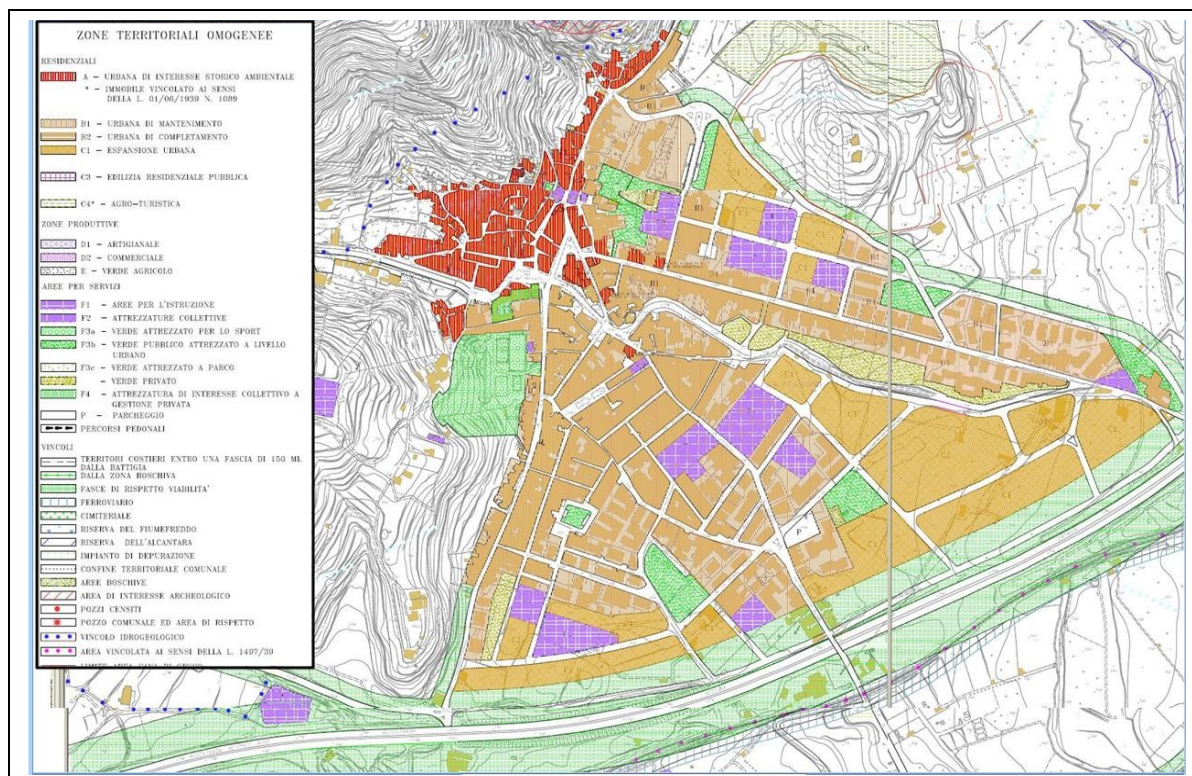 ZONE TERRITORIALI OMOGENEE
RESIDENZIALI
A - URBANA DI INTERESSE STORICO AMBIENTALE
* - IMMOBILE VINCOLATO AI SENSI
DELLA L. 01/06/1939 N. 1089
B1 - URBANA DI MANTENIMENTO
B2 - URBANA DI COMPLETAMENTO
C1 - ESPANSIONE URBANA
C3 - EDILIZIA RESIDENZIALE PUBBLICA
C4* - AGRO-TURISTICA
ZONE PRODUTTIVE
D1 - ARTIGIANALE
D2 - COMMERCIALE
E - VERDE AGRICOLO
AREE PER SERVIZI
F1 - AREE PER L'ISTRUZIONE
F2 - ATTREZZATURE COLLETTIVE
F3a - VERDE ATTREZZATO PER LO SPORT
F3b - VERDE PUBBLICO ATTREZZATO A LIVELLO
URBANO
F3c - VERDE ATTREZZATO A PARCO
- VERDE PRIVATO
F4 - ATTREZZATURA DI INTERESSE COLLETTIVO A
GESTIONE PRIVATA
P - PARCHEGGIO
PERCORSI PEDONALI
VINCOLI
TERRITORI COSTIERI ENTRO UNA FASCIA DI 150 ML
DALLA BATTIGIA
DALLA ZONA BOSCHIVA
FASCE DI RISPETTO VIABILITA'
FERROVIARIO
CIMITERIALE
RISERVA DEL FIUMEFREDDO
RISERVA DELL'ALCANTARA
IMPIANTO DI DEPURAZIONE
CONFINE TERRITORIALE COMUNALE
AREE BOSCHIVE
AREA DI INTERESSE ARCHEOLOGICO
POZZI CENSITI
POZZO COMUNALE ED AREA DI RISPETTO
VINCOLO IDROGEOLOGICO
AREA VINCOLATA AI SENSI DELLA L. 1497/39
C4*
B1
B1
C1
P